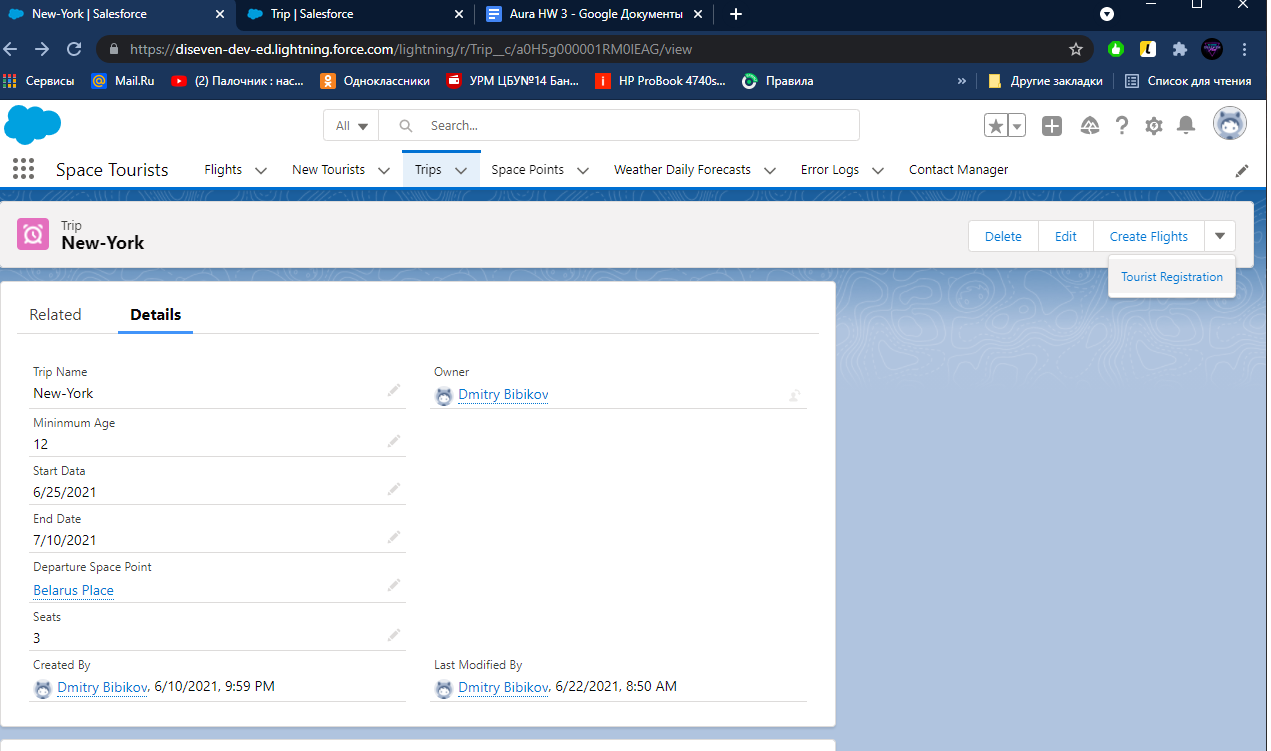 New-York | Salesforce
Trip | Salesforce
Aura HW 3 - Google Документы
https://diseven-dev-ed.lightning.force.com/lightning/r/Trip__c/a0H5g000001RM0IEAG/view
Сервисы
Mail.Ru
(2) Палочник : нас...
Одноклассники
УРМ ЦБУ№14 Бан...
HP ProBook 4740s...
Правила
»
Другие закладки
Список для чтения
All
Search...
Space Tourists
Flights
New Tourists
Trips
Space Points
Weather Daily Forecasts
Error Logs
Contact Manager
Trip
New-York
Delete
Edit
Create Flights
Tourist Registration
Related
Details
Trip Name
New-York
Owner
Dmitry Bibikov
Mininmum Age
12
Start Data
6/25/2021
End Date
7/10/2021
Departure Space Point
Belarus Place
Seats
3
Created By
Dmitry Bibikov, 6/10/2021, 9:59 PM
Last Modified By
Dmitry Bibikov, 6/22/2021, 8:50 AM